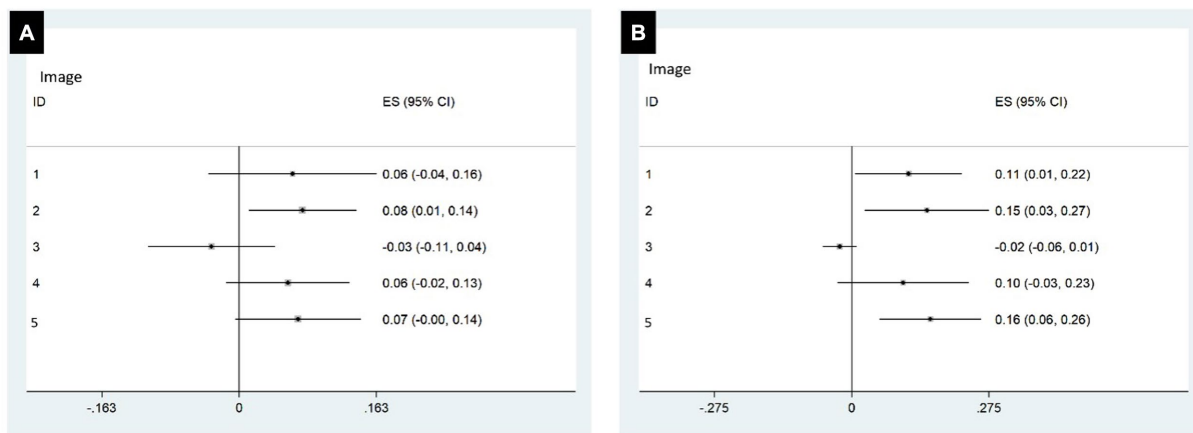 A
Image
ID ES (95% CI)
1 0.06 (-0.04, 0.16)
2 0.08 (0.01, 0.14)
3 -0.03 (-0.11, 0.04)
4 0.06 (-0.02, 0.13)
5 0.07 (-0.00, 0.14)
-.163 0 .163
B
Image
ID ES (95% CI)
1 0.11 (0.01, 0.22)
2 0.15 (0.03, 0.27)
3 -0.02 (-0.06, 0.01)
4 0.10 (-0.03, 0.23)
5 0.16 (0.06, 0.26)
-.275 0 .275